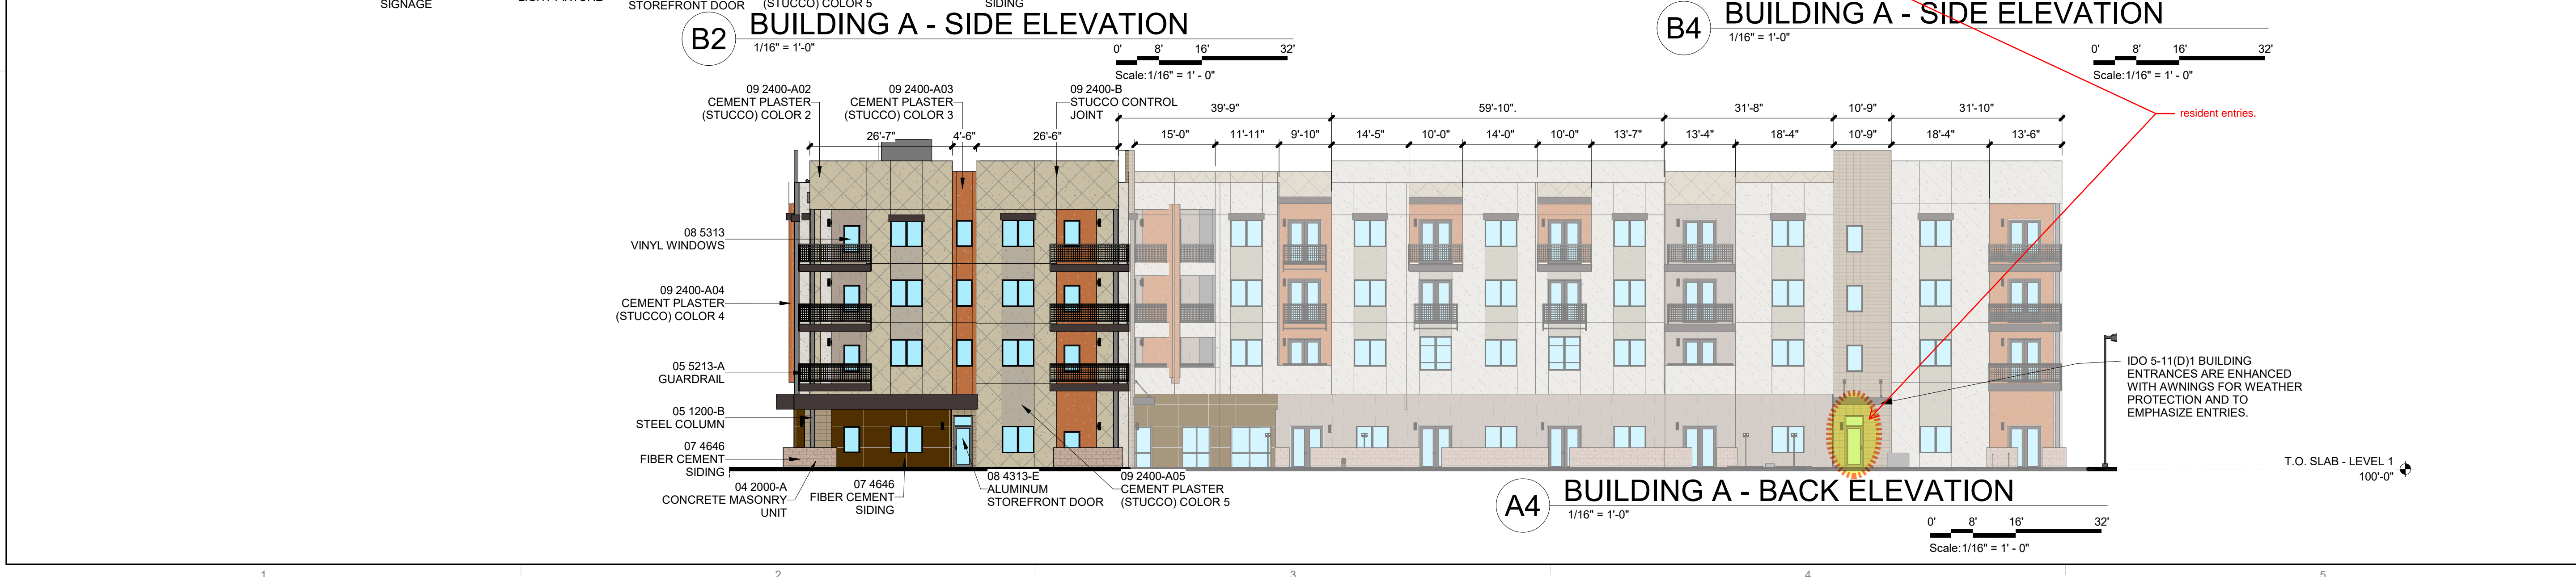 SIGNAGE
STOREFRONT DOOR
(STUCCO) COLOR 5
SIDING
B2
BUILDING A - SIDE ELEVATION
1/16" = 1'-0"
0' 8' 16' 32'
Scale:1/16" = 1' - 0"
B4
BUILDING A - SIDE ELEVATION
1/16" = 1'-0"
0' 8' 16' 32'
Scale:1/16" = 1' - 0"
resident entries.
09 2400-A02
CEMENT PLASTER
(STUCCO) COLOR 2
09 2400-A03
CEMENT PLASTER
(STUCCO) COLOR 3
09 2400-B
STUCCO CONTROL
JOINT
39'-9" 59'-10". 31'-8" 10'-9" 31'-10"
26'-7" 4'-6" 26'-6" 15'-0" 11'-11" 9'-10" 14'-5" 10'-0" 14'-0" 10'-0" 13'-7" 13'-4" 18'-4" 10'-9" 18'-4" 13'-6"
08 5313
VINYL WINDOWS
09 2400-A04
CEMENT PLASTER
(STUCCO) COLOR 4
05 5213-A
GUARDRAIL
05 1200-B
STEEL COLUMN
07 4646
FIBER CEMENT
SIDING
04 2000-A
CONCRETE MASONRY
UNIT
07 4646
FIBER CEMENT
SIDING
08 4313-E
ALUMINUM
STOREFRONT DOOR
09 2400-A05
CEMENT PLASTER
(STUCCO) COLOR 5
IDO 5-11(D)1 BUILDING
ENTRANCES ARE ENHANCED
WITH AWNINGS FOR WEATHER
PROTECTION AND TO
EMPHASIZE ENTRIES.
T.O. SLAB - LEVEL 1
100'-0"
A4
BUILDING A - BACK ELEVATION
1/16" = 1'-0"
0' 8' 16' 32'
Scale:1/16" = 1' - 0"
1 2 3 4 5